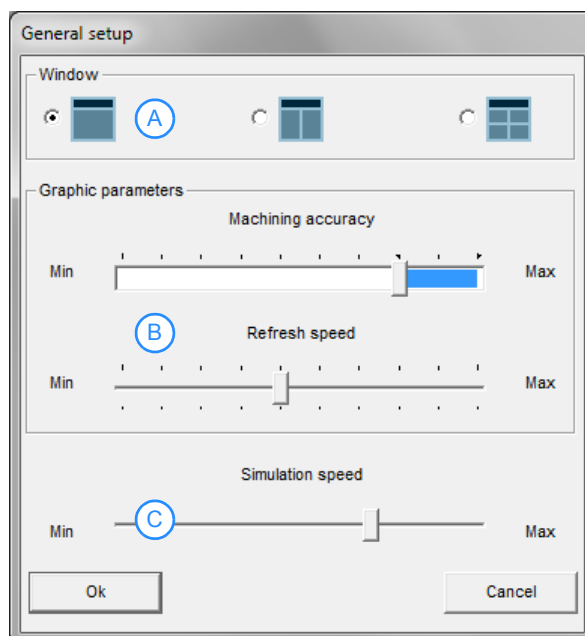 General setup
Window
A
Graphic parameters
Machining accuracy
Min Max
B Refresh speed
Min Max
Simulation speed
Min C Max
Ok Cancel